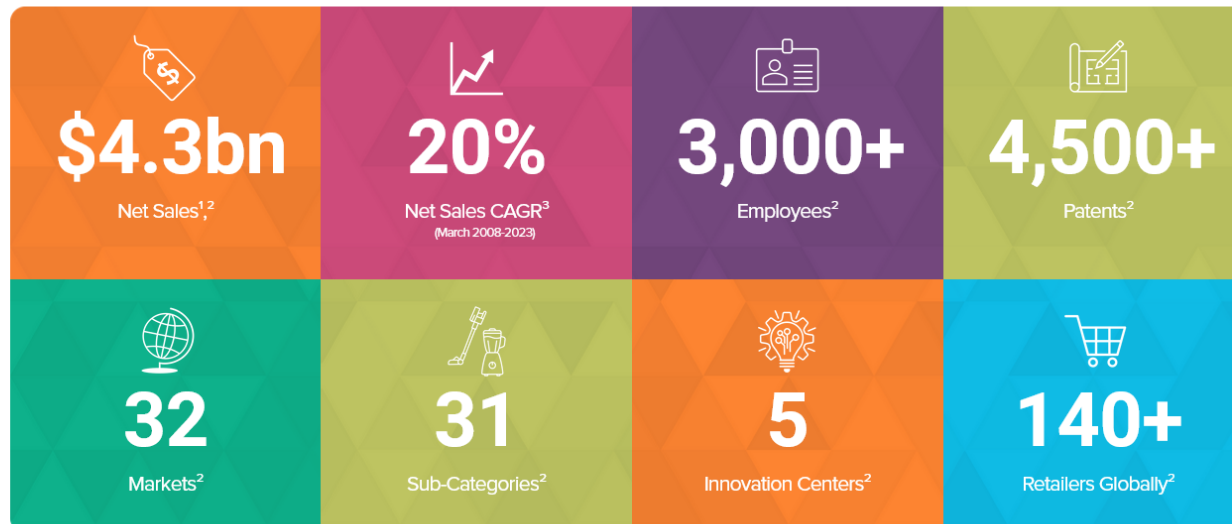 $4.3bn
Net Sales¹,²
20%
Net Sales CAGR³
(March 2008-2023)
3,000+
Employees²
4,500+
Patents²
32
Markets²
31
Sub-Categories²
5
Innovation Centers²
140+
Retailers Globally²